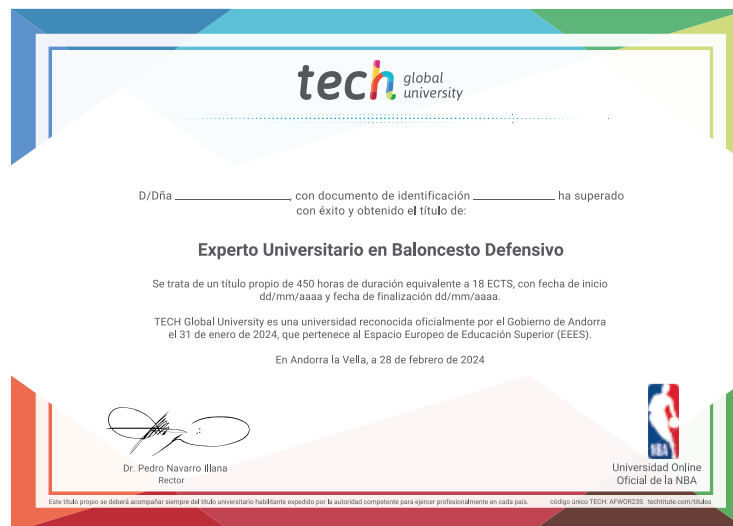 tech global university
D/Dña ____________, con documento de identificación ____________ ha superado
con éxito y obtenido el título de:
Experto Universitario en Baloncesto Defensivo
Se trata de un título propio de 450 horas de duración equivalente a 18 ECTS, con fecha de inicio
dd/mm/aaaa y fecha de finalización dd/mm/aaaa.
TECH Global University es una universidad reconocida oficialmente por el Gobierno de Andorra
el 31 de enero de 2024, que pertenece al Espacio Europeo de Educación Superior (EEES).
En Andorra la Vella, a 28 de febrero de 2024
Dr. Pedro Navarro Illana
Rector
NBA
Universidad Online
Oficial de la NBA
Este título propio se deberá acompañar siempre del título universitario habilitante expedido por la autoridad competente para ejercer profesionalmente en cada país. código único TECH: AFWOR23S techtitute.com/titulos